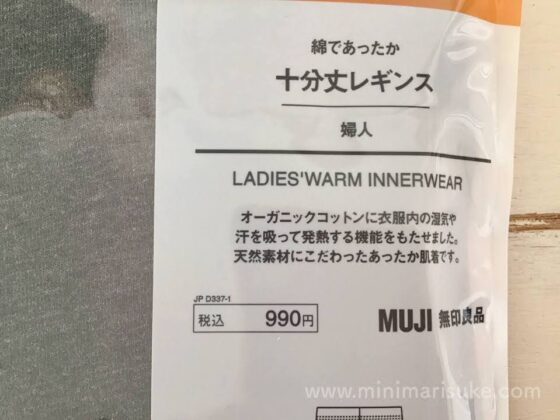 綿であったか
十分丈レギンス
婦人
LADIES'WARM INNERWEAR
オーガニックコットンに衣服内の湿気や
汗を吸って発熱する機能をもたせました。
天然素材にこだわったあったか肌着です。
JP D337-1
税込 990円
MUJI 無印良品
www.minimarisuke.com